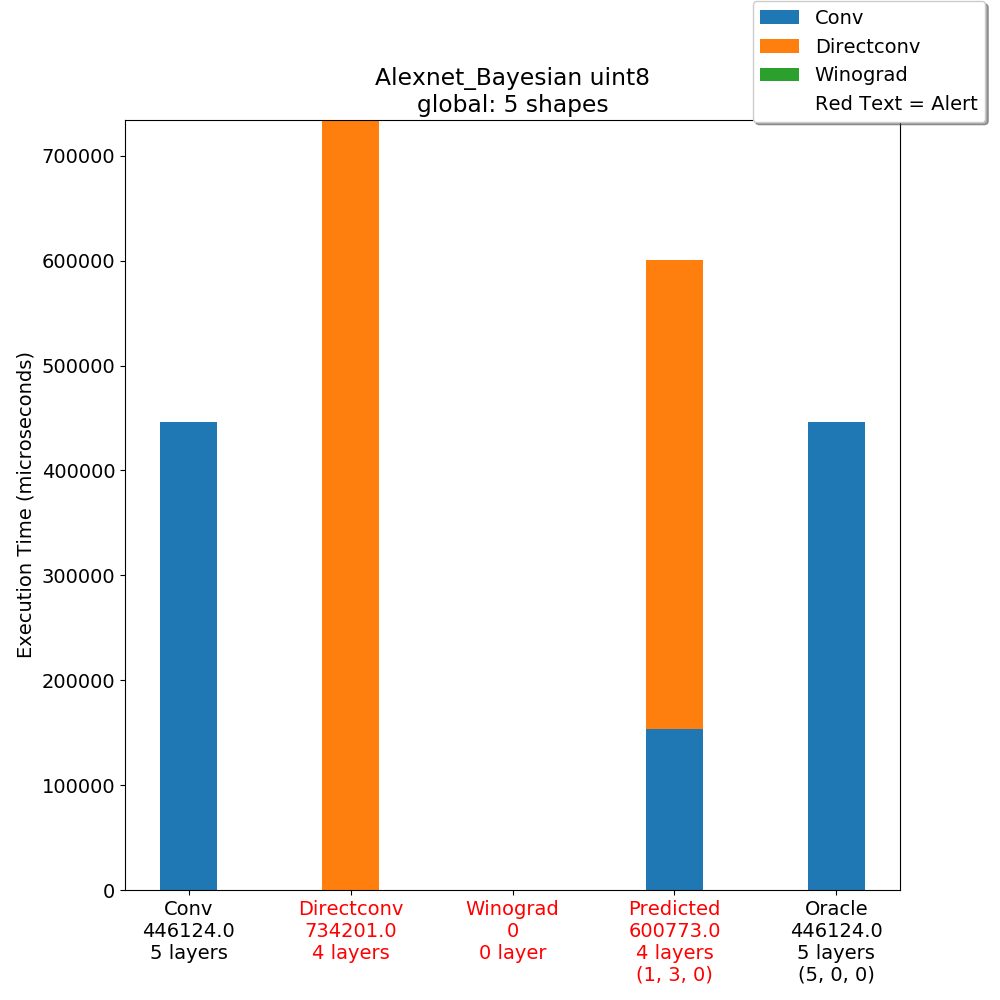 Conv
Directconv
Winograd
Red Text = Alert
Alexnet_Bayesian uint8
global: 5 shapes
Execution Time (microseconds)
700000
600000
500000
400000
300000
200000
100000
0
Conv
446124.0
5 layers
Directconv
734201.0
4 layers
Winograd
0
0 layer
Predicted
600773.0
4 layers
(1, 3, 0)
Oracle
446124.0
5 layers
(5, 0, 0)